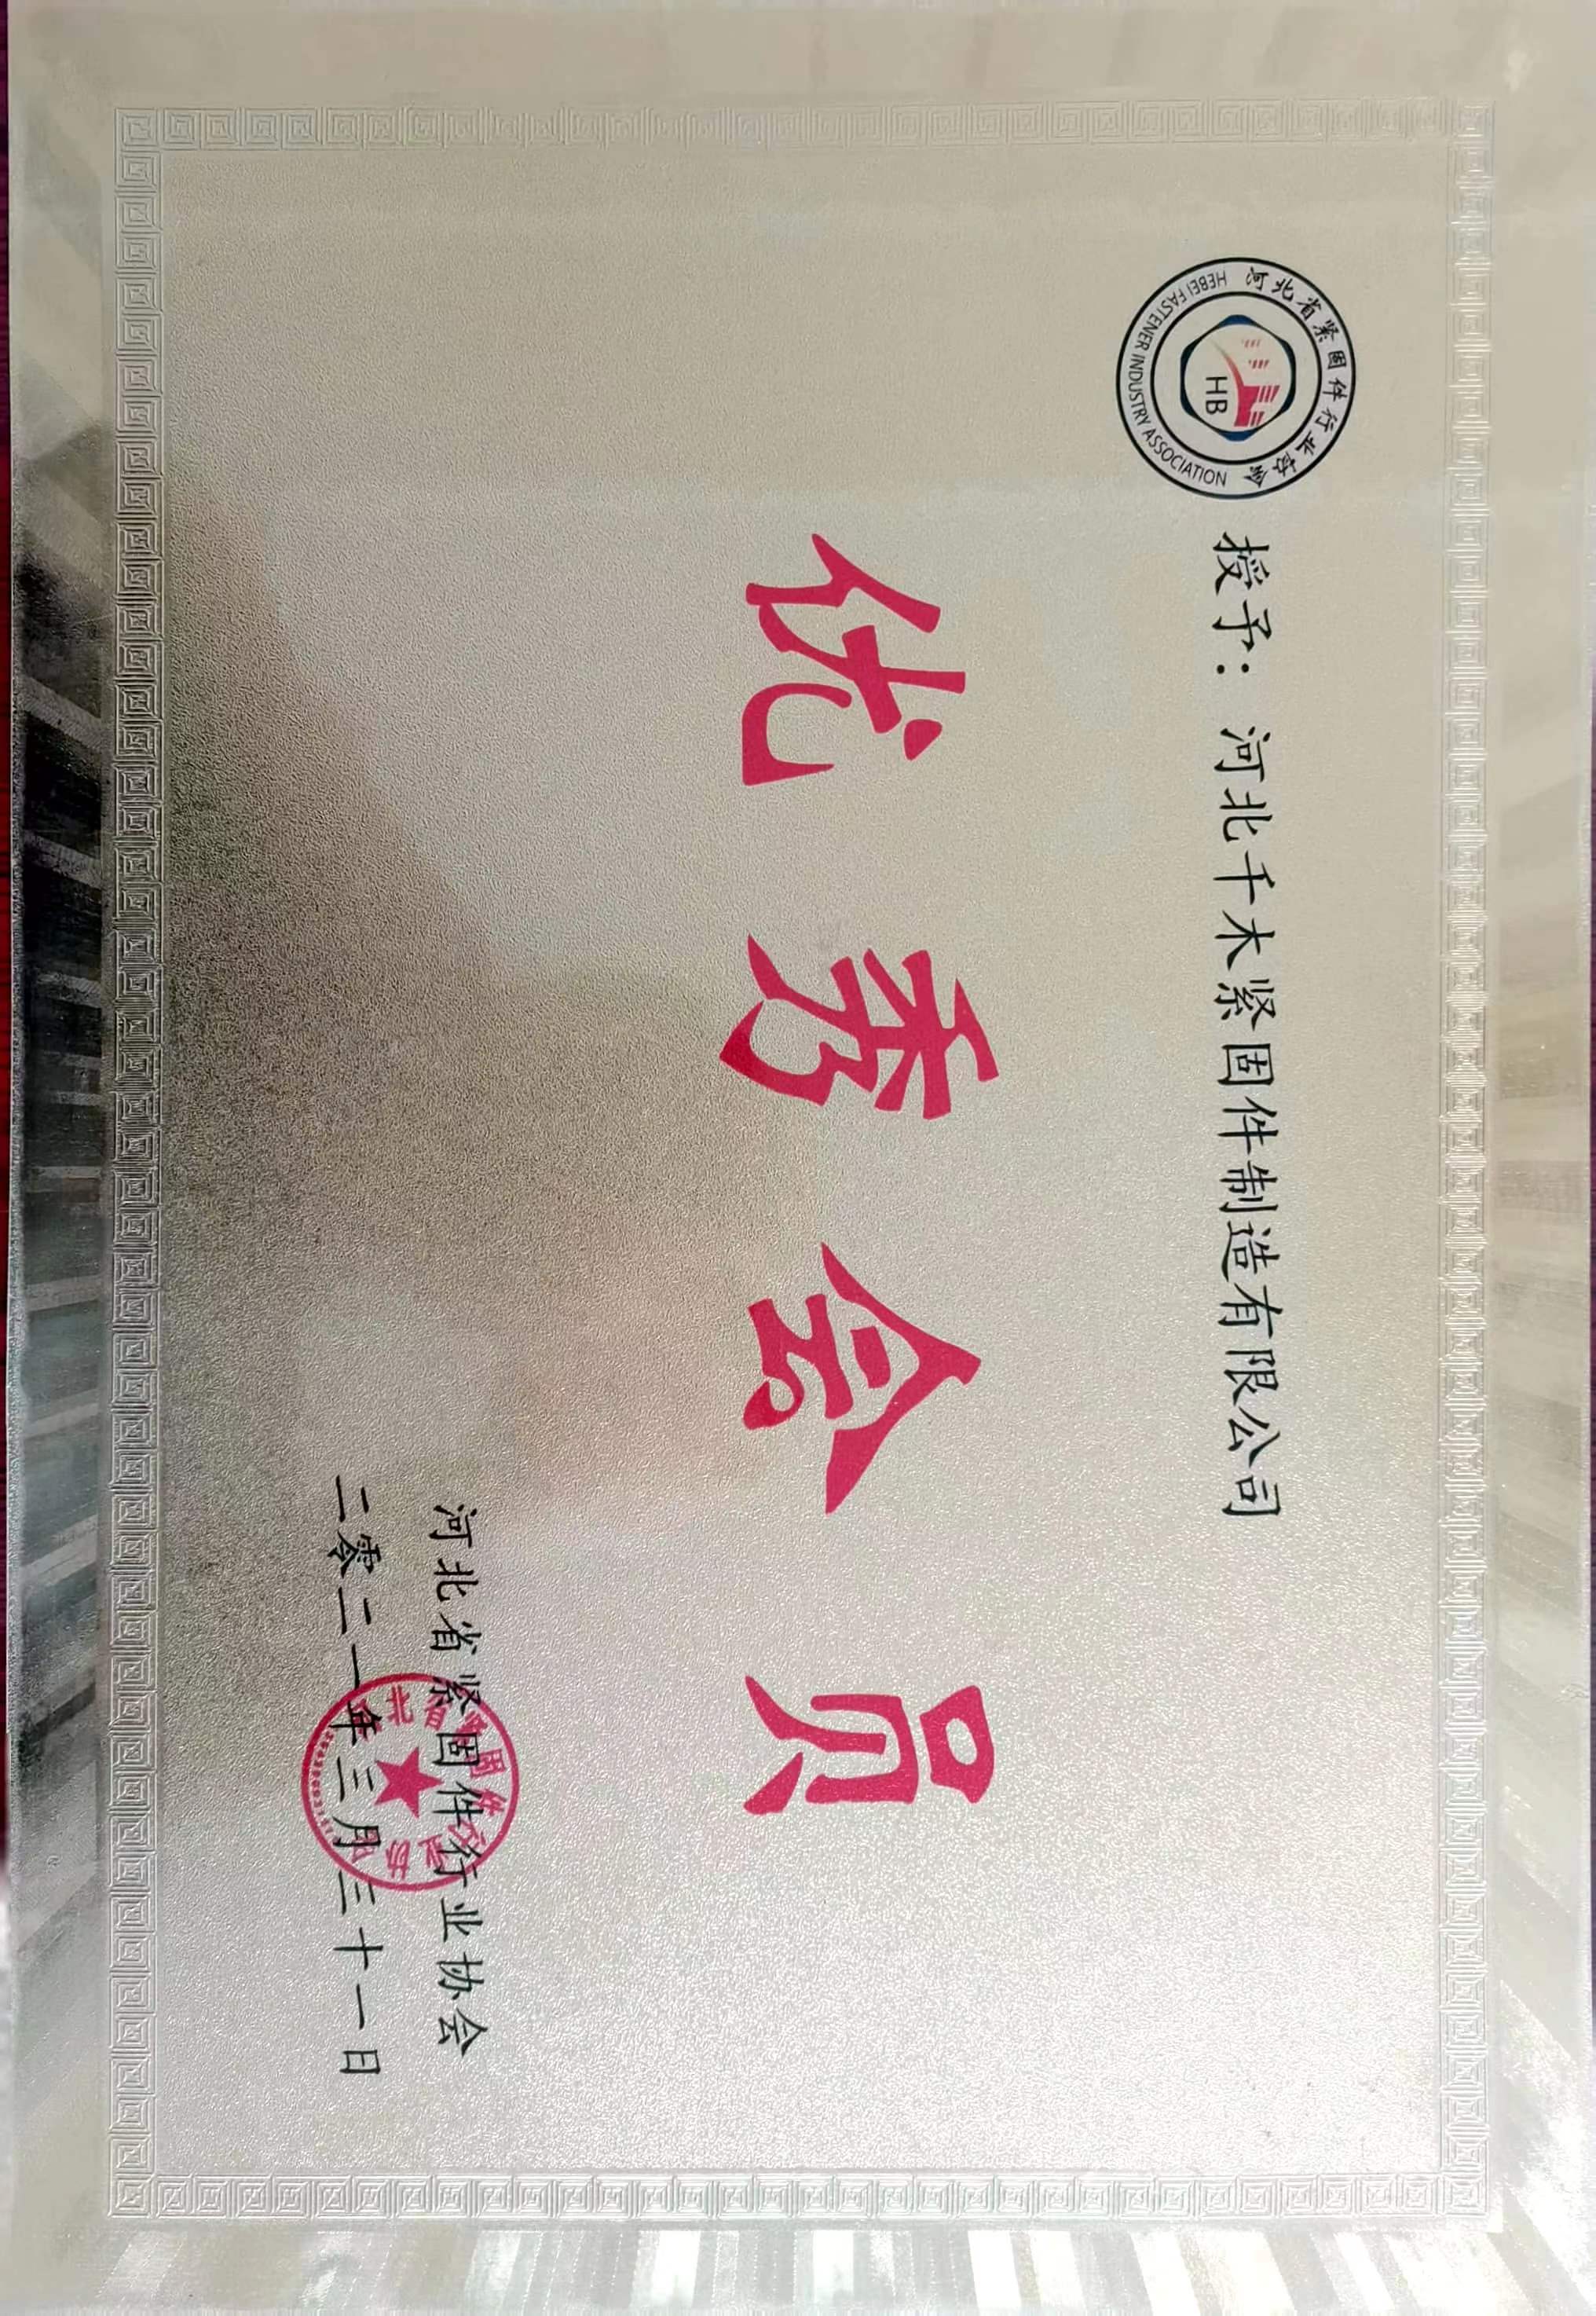 河北省紧固件行业协会
HEBEI FASTENER INDUSTRY ASSOCIATION
HB
授予：河北千木紧固件制造有限公司
优秀会员
河北省紧固件行业协会
二零二一年三月三十一日